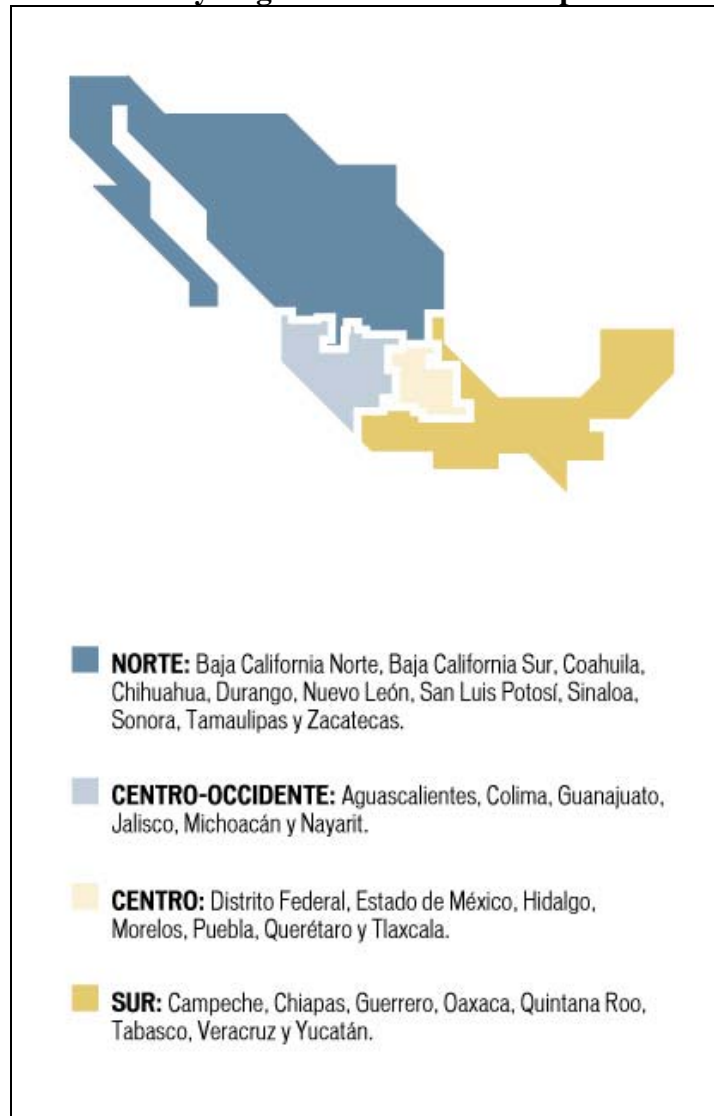 NORTE: Baja California Norte, Baja California Sur, Coahuila,
Chihuahua, Durango, Nuevo León, San Luis Potosí, Sinaloa,
Sonora, Tamaulipas y Zacatecas.
CENTRO-OCCIDENTE: Aguascalientes, Colima, Guanajuato,
Jalisco, Michoacán y Nayarit.
CENTRO: Distrito Federal, Estado de México, Hidalgo,
Morelos, Puebla, Querétaro y Tlaxcala.
SUR: Campeche, Chiapas, Guerrero, Oaxaca, Quintana Roo,
Tabasco, Veracruz y Yucatán.